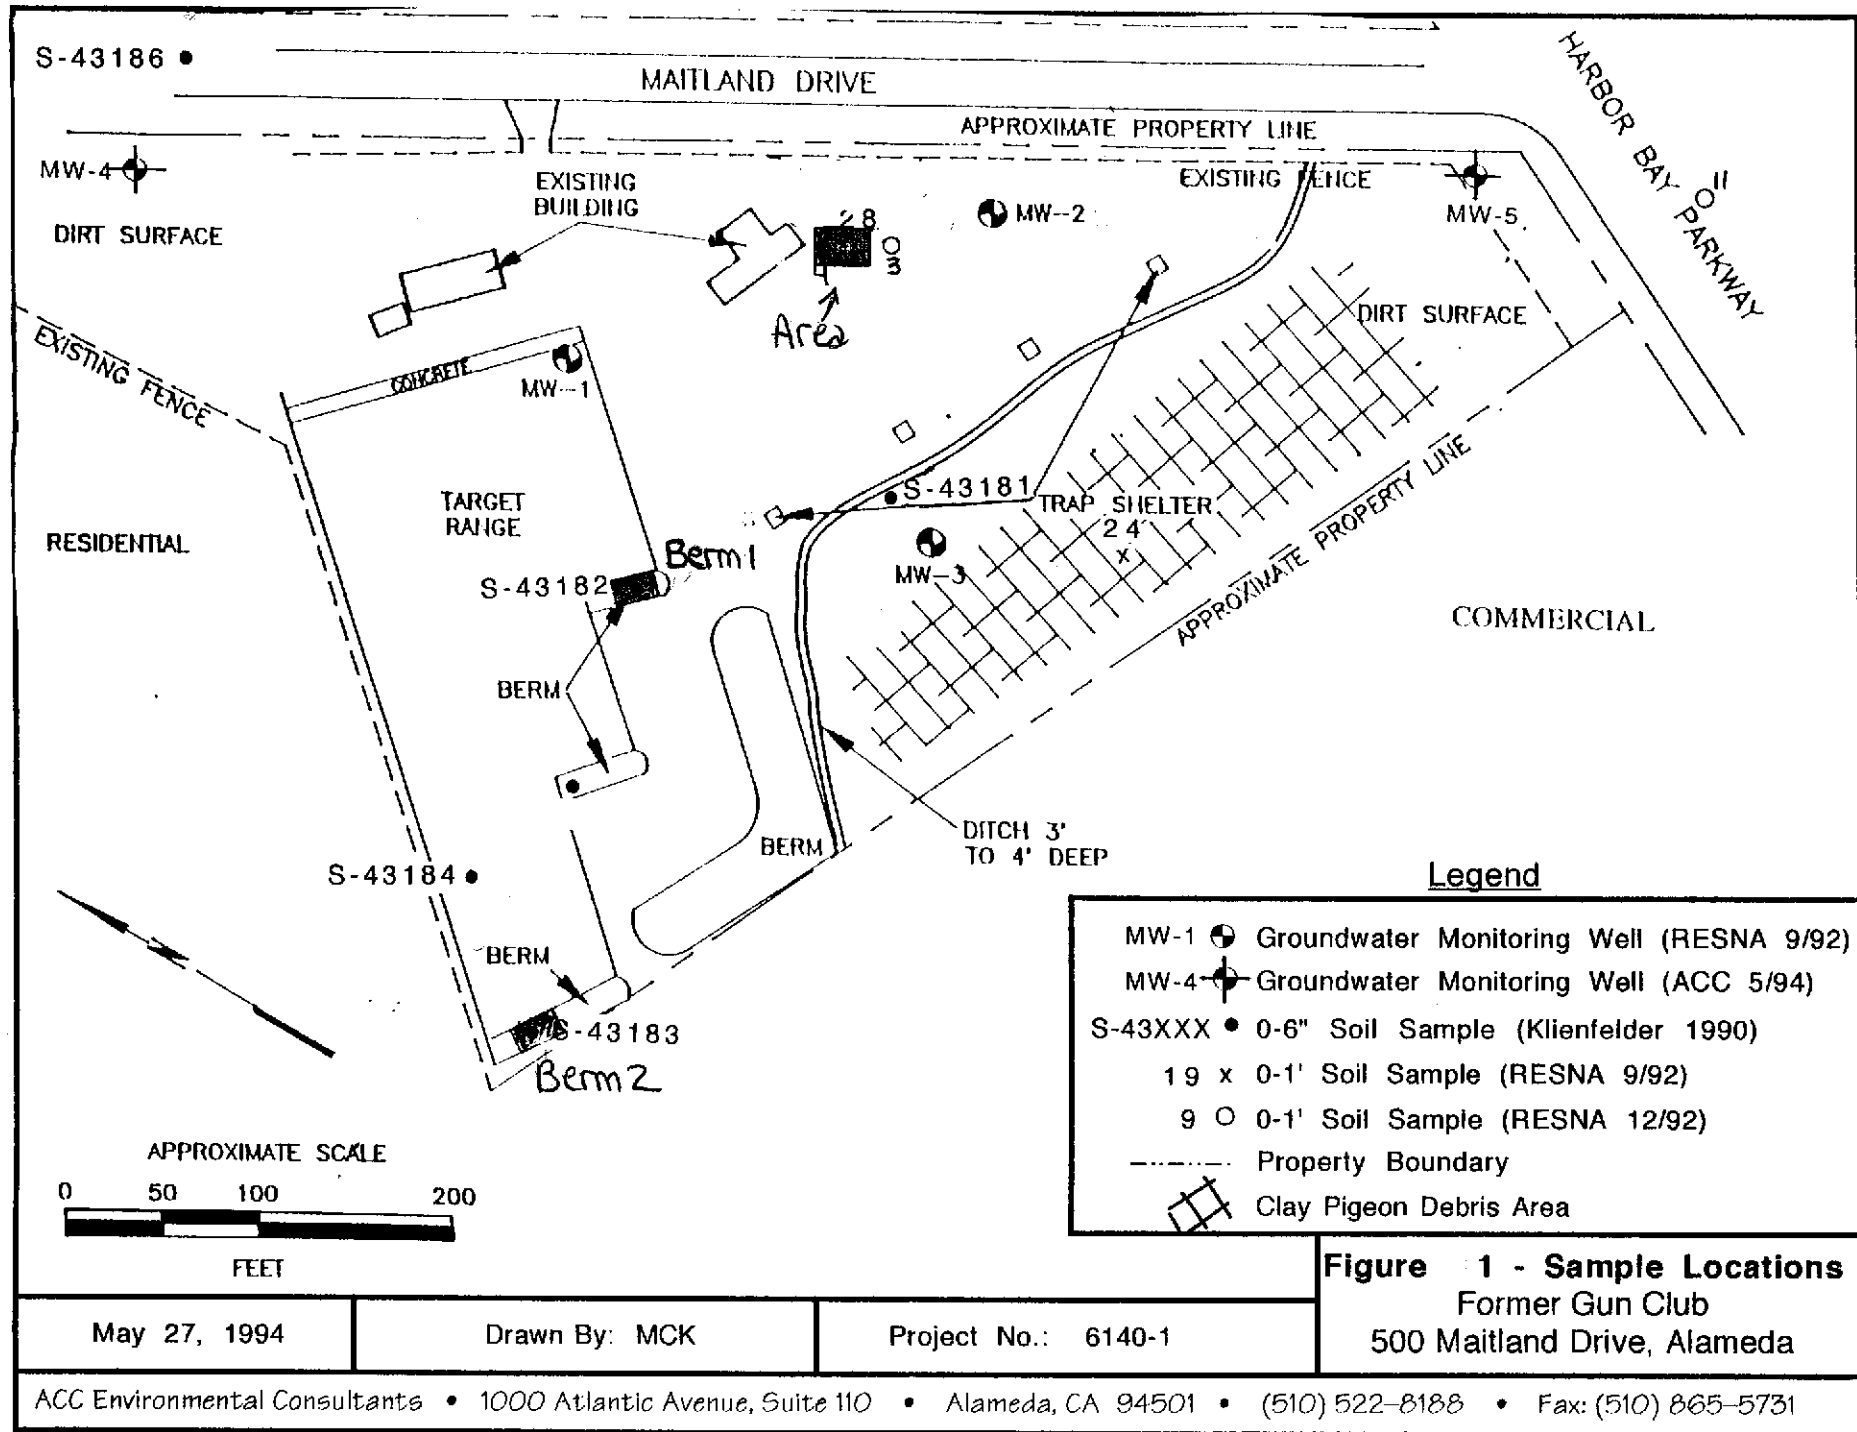 S-43186
MAITLAND DRIVE
HARBOR BAY PARKWAY
APPROXIMATE PROPERTY LINE
MW-4
EXISTING FENCE
11
EXISTING
BUILDING
MW--2
MW-5
DIRT SURFACE
28
3
Area
DIRT SURFACE
EXISTING FENCE
CONCRETE
MW--1
S-43181
TARGET
RANGE
TRAP SHELTER
24
RESIDENTIAL
Berm 1
MW-3
S-43182
APPROXIMATE PROPERTY LINE
COMMERCIAL
BERM
BERM
DITCH 3'
TO 4' DEEP
S-43184
BERM
S-43183
Berm 2
Legend
MW-1 Groundwater Monitoring Well (RESNA 9/92)
MW-4 Groundwater Monitoring Well (ACC 5/94)
S-43XXX 0-6" Soil Sample (Klienfelder 1990)
19 x 0-1' Soil Sample (RESNA 9/92)
9 O 0-1' Soil Sample (RESNA 12/92)
Property Boundary
Clay Pigeon Debris Area
APPROXIMATE SCALE
0 50 100 200
FEET
Figure 1 - Sample Locations
Former Gun Club
500 Maitland Drive, Alameda
May 27, 1994
Drawn By: MCK
Project No.: 6140-1
ACC Environmental Consultants • 1000 Atlantic Avenue, Suite 110 • Alameda, CA 94501 • (510) 522-8188 • Fax: (510) 865-5731